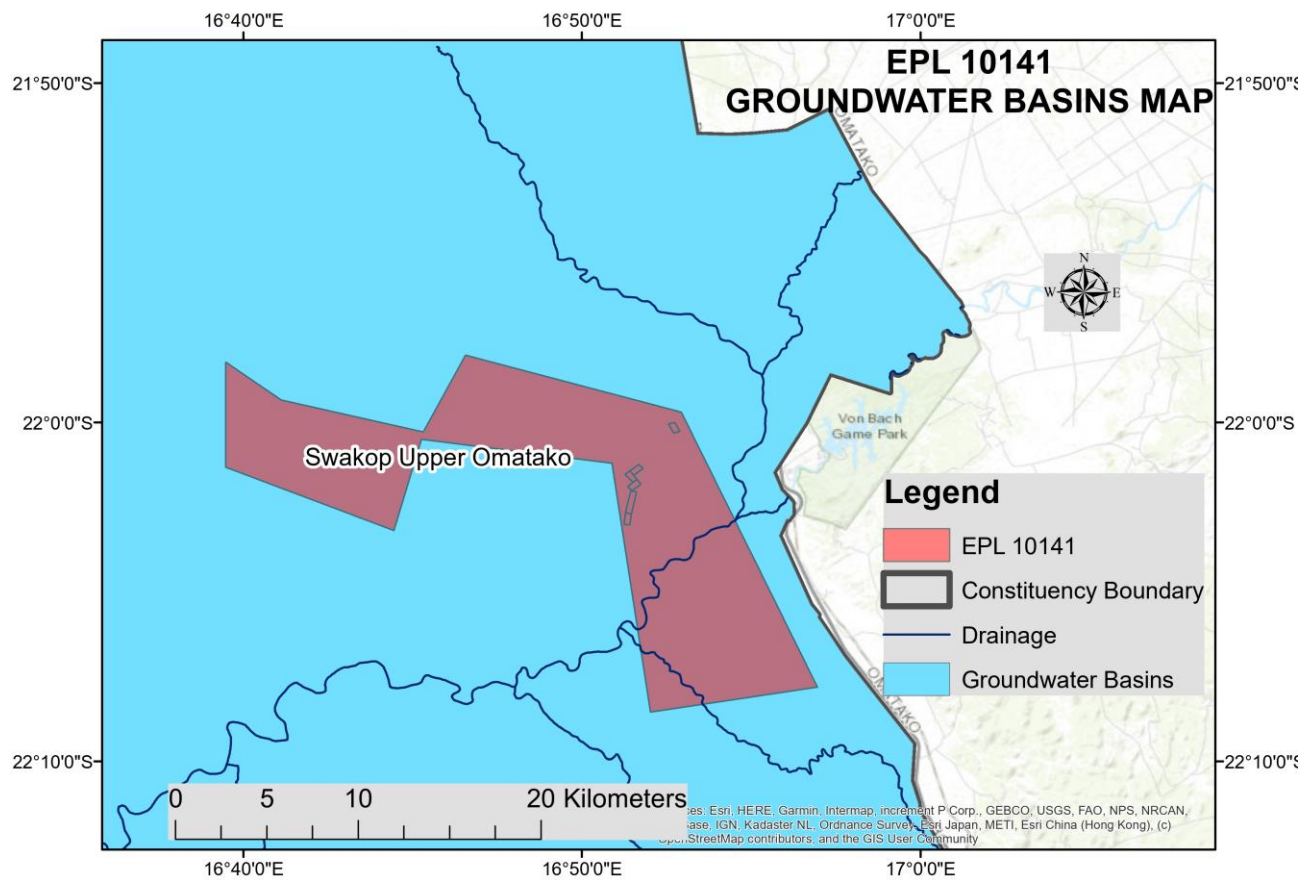 16°40'0"E 16°50'0"E 17°0'0"E
EPL 10141
GROUNDWATER BASINS MAP
21°50'0"S 21°50'0"S
OMATAKO
N
W E
S
Von Bach
Game Park
22°0'0"S 22°0'0"S
Swakop Upper Omatako
Legend
EPL 10141
Constituency Boundary
Drainage
Groundwater Basins
OMATAKO
22°10'0"S 22°10'0"S
0 5 10 20 Kilometers
Esri, HERE, Garmin, Intermap, increment P Corp., GEBCO, USGS, FAO, NPS, NRCAN,
IGN, Kadaster NL, Ordnance Survey, Esri Japan, METI, Esri China (Hong Kong), (c)
OpenStreetMap contributors, and the GIS User Community
16°40'0"E 16°50'0"E 17°0'0"E